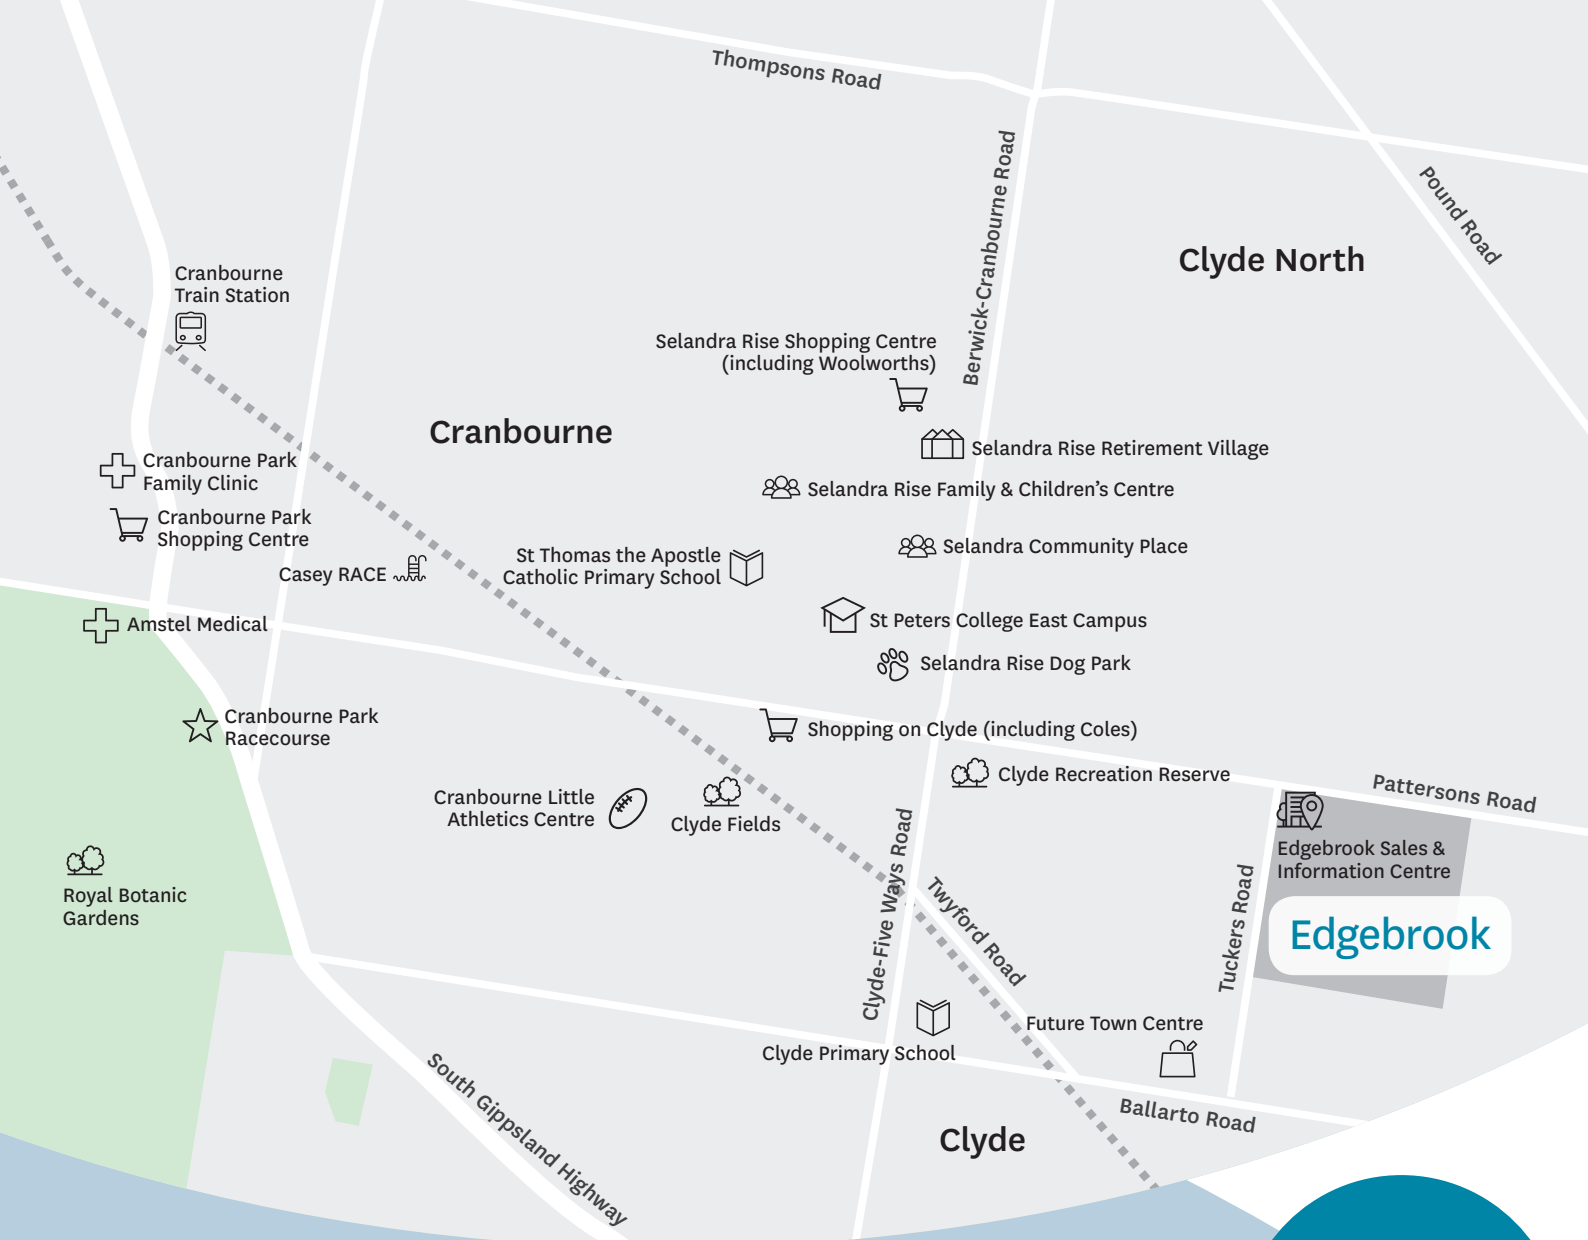 Thompsons Road
Berwick-Cranbourne Road
Pound Road
Clyde North
Cranbourne
Train Station
Selandra Rise Shopping Centre
(including Woolworths)
Cranbourne
Selandra Rise Retirement Village
Cranbourne Park
Family Clinic
Selandra Rise Family & Children’s Centre
Cranbourne Park
Shopping Centre
Selandra Community Place
Casey RACE
St Thomas the Apostle
Catholic Primary School
Amstel Medical
St Peters College East Campus
Selandra Rise Dog Park
Cranbourne Park
Racecourse
Shopping on Clyde (including Coles)
Clyde Recreation Reserve
Pattersons Road
Cranbourne Little
Athletics Centre
Clyde Fields
Edgebrook Sales &
Information Centre
Royal Botanic
Gardens
Clyde-Five Ways Road
Twyford Road
Tuckers Road
Edgebrook
Future Town Centre
Clyde Primary School
South Gippsland Highway
Ballarto Road
Clyde